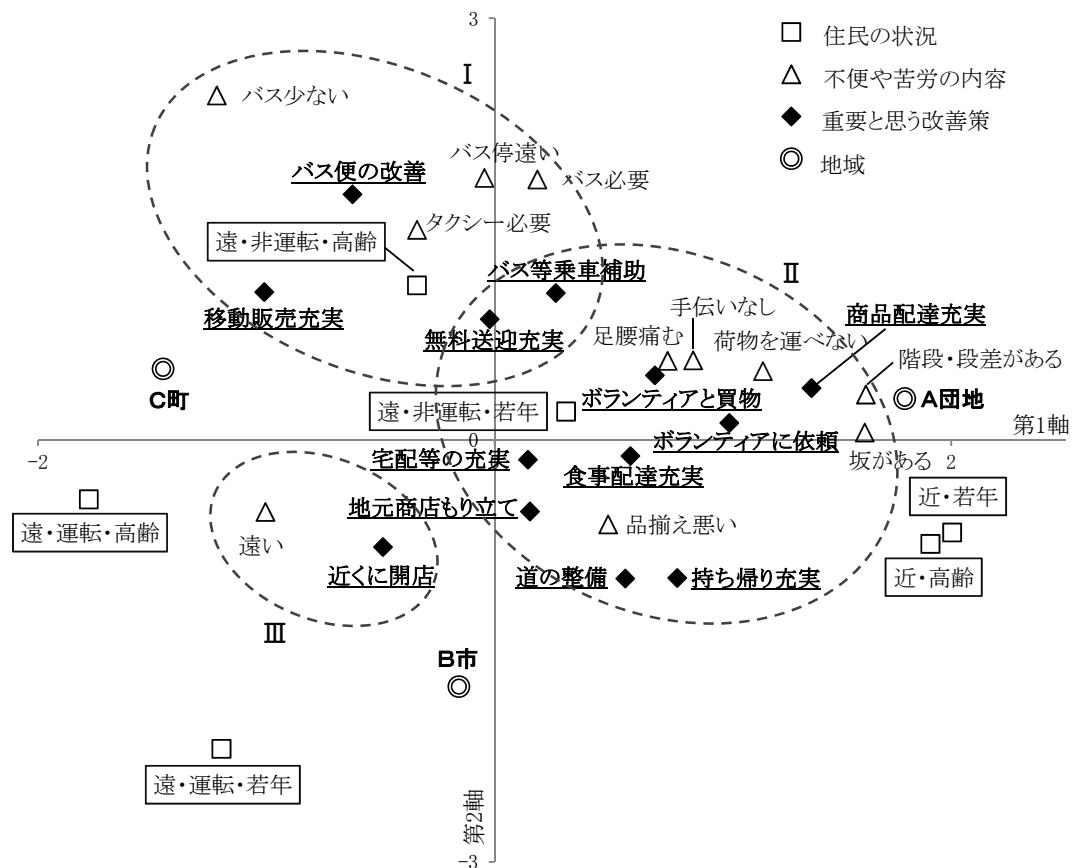 3
住民の状況
不便や苦労の内容
重要と思う改善策
地域
Ⅰ
バス少ない
バス停遠い
バス便の改善
バス必要
タクシー必要
遠・非運転・高齢
バス等乗車補助
Ⅱ
移動販売充実
無料送迎充実
手伝いなし
足腰痛む
荷物を運べない
商品配達充実
階段・段差がある
C町
A団地
ボランティアと買物
遠・非運転・若年
第1軸
ボランティアに依頼
-2
0
2
宅配等の充実
食事配達充実
坂がある
近・若年
地元商店もり立て
遠・運転・高齢
遠い
品揃え悪い
近くに開店
道の整備
持ち帰り充実
近・高齢
Ⅲ
B市
遠・運転・若年
第2軸
-3